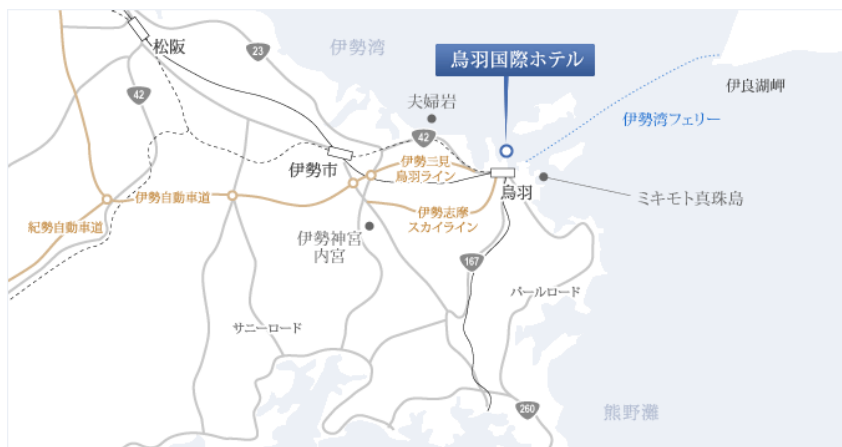 松阪
23
伊勢湾
鳥羽国際ホテル
伊良湖岬
42
夫婦岩
伊勢湾フェリー
42
伊勢市
伊勢二見
鳥羽ライン
鳥羽
ミキモト真珠島
伊勢自動車道
紀勢自動車道
伊勢志摩
スカイライン
伊勢神宮
内宮
167
パールロード
サニーロード
260
熊野灘